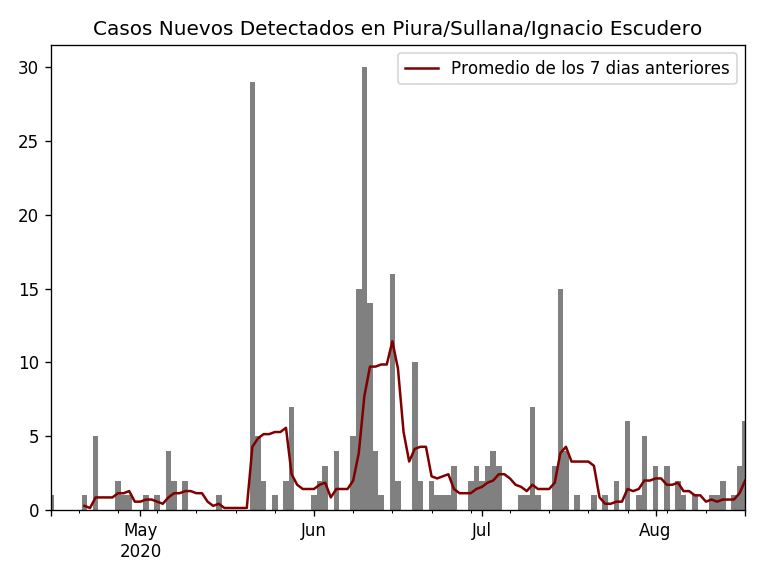 Casos Nuevos Detectados en Piura/Sullana/Ignacio Escudero
Promedio de los 7 dias anteriores
30
25
20
15
10
5
0
May Jun Jul Aug
2020